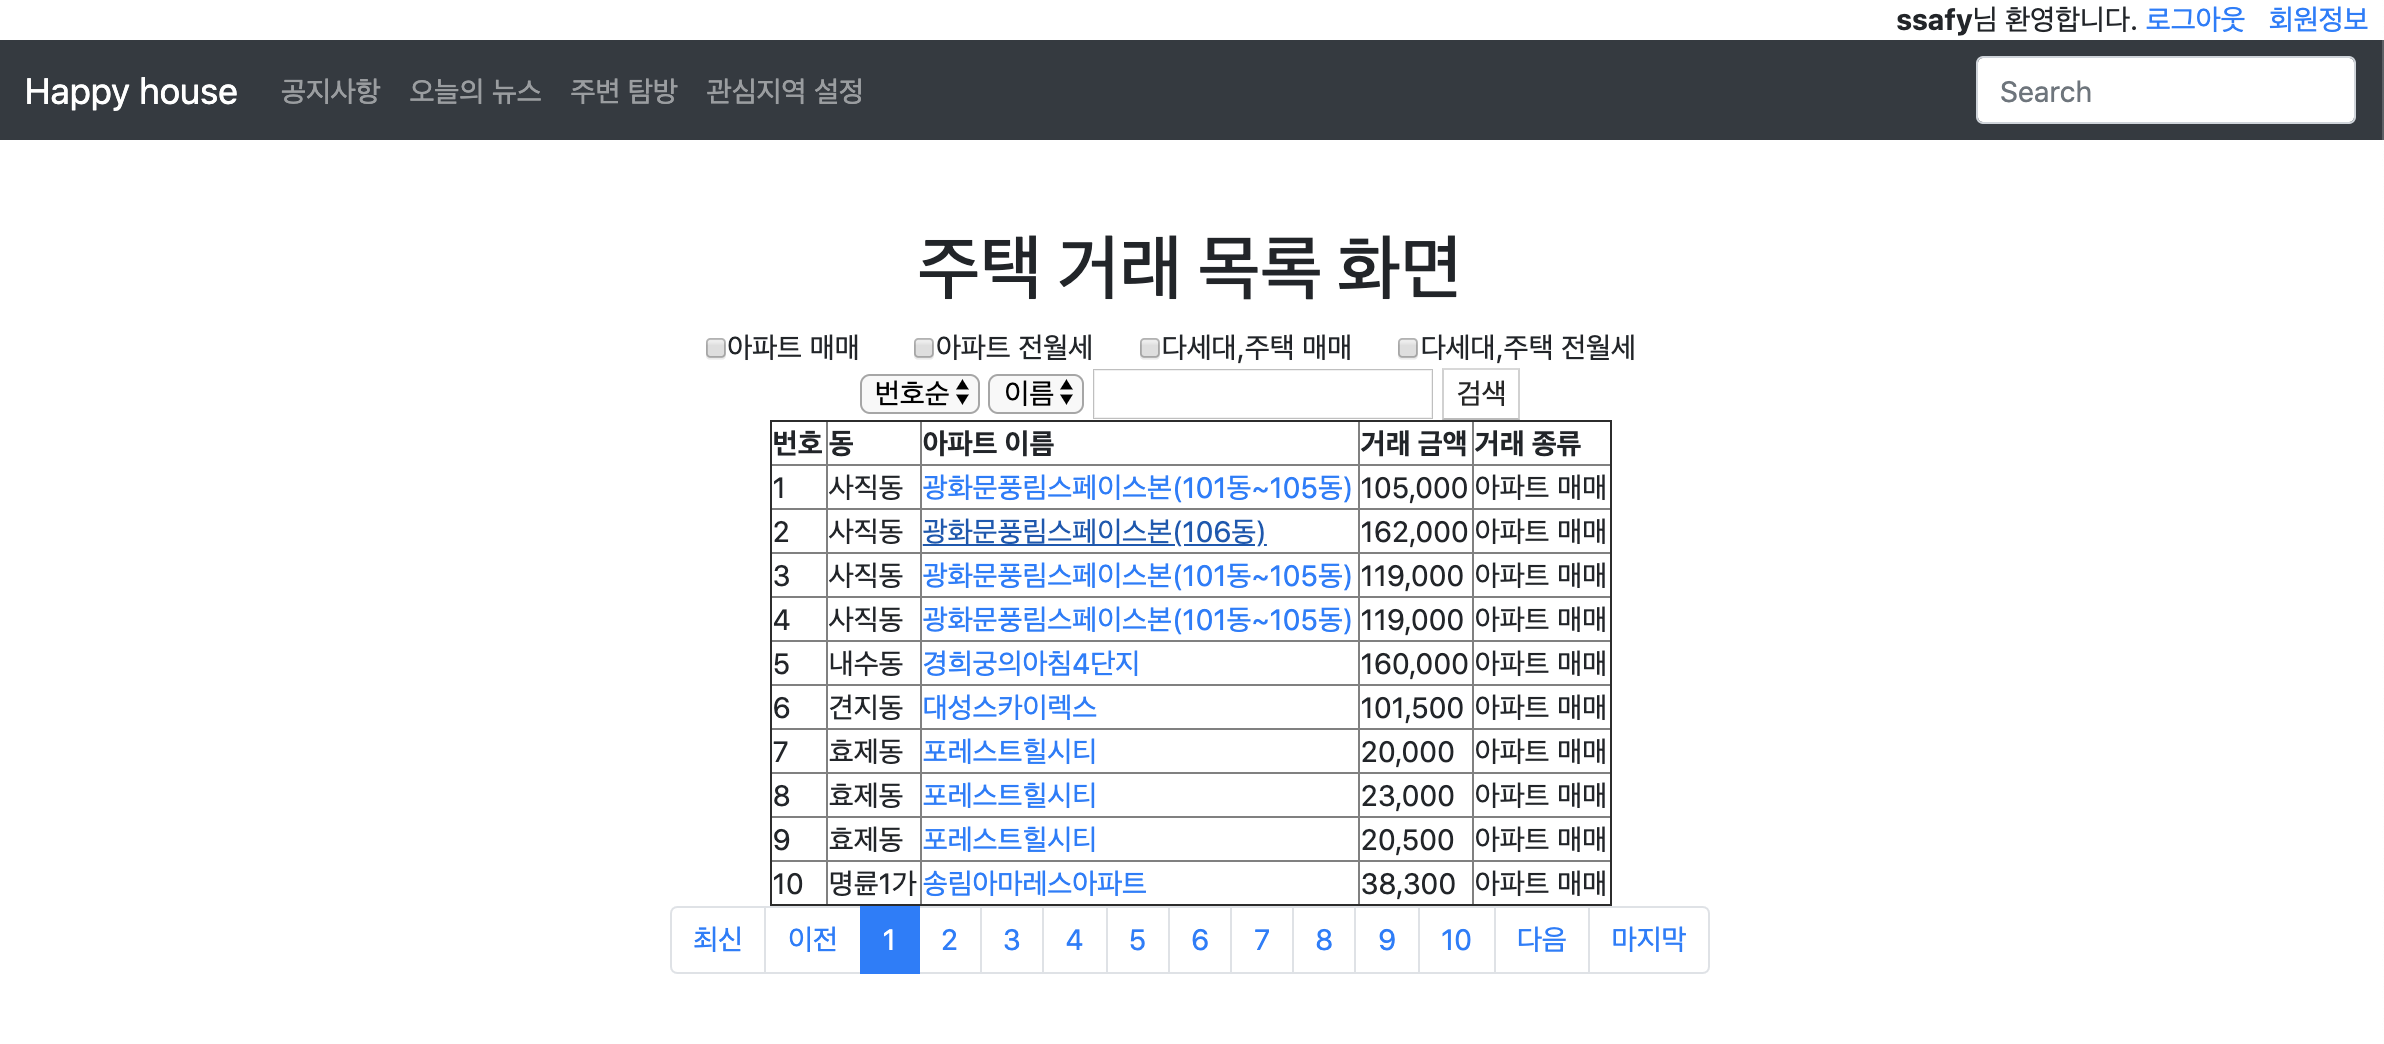 ssafy님 환영합니다. 로그아웃 회원정보
Happy house 공지사항 오늘의 뉴스 주변 탐방 관심지역 설정 Search
주택 거래 목록 화면
아파트 매매 아파트 전월세 다세대,주택 매매 다세대,주택 전월세
번호순 이름 검색
번호 동 아파트 이름 거래 금액 거래 종류
1 사직동 광화문풍림스페이스본(101동~105동) 105,000 아파트 매매
2 사직동 광화문풍림스페이스본(106동) 162,000 아파트 매매
3 사직동 광화문풍림스페이스본(101동~105동) 119,000 아파트 매매
4 사직동 광화문풍림스페이스본(101동~105동) 119,000 아파트 매매
5 내수동 경희궁의아침4단지 160,000 아파트 매매
6 견지동 대성스카이렉스 101,500 아파트 매매
7 효제동 포레스트힐시티 20,000 아파트 매매
8 효제동 포레스트힐시티 23,000 아파트 매매
9 효제동 포레스트힐시티 20,500 아파트 매매
10 명륜1가 송림아마레스아파트 38,300 아파트 매매
최신 이전 1 2 3 4 5 6 7 8 9 10 다음 마지막